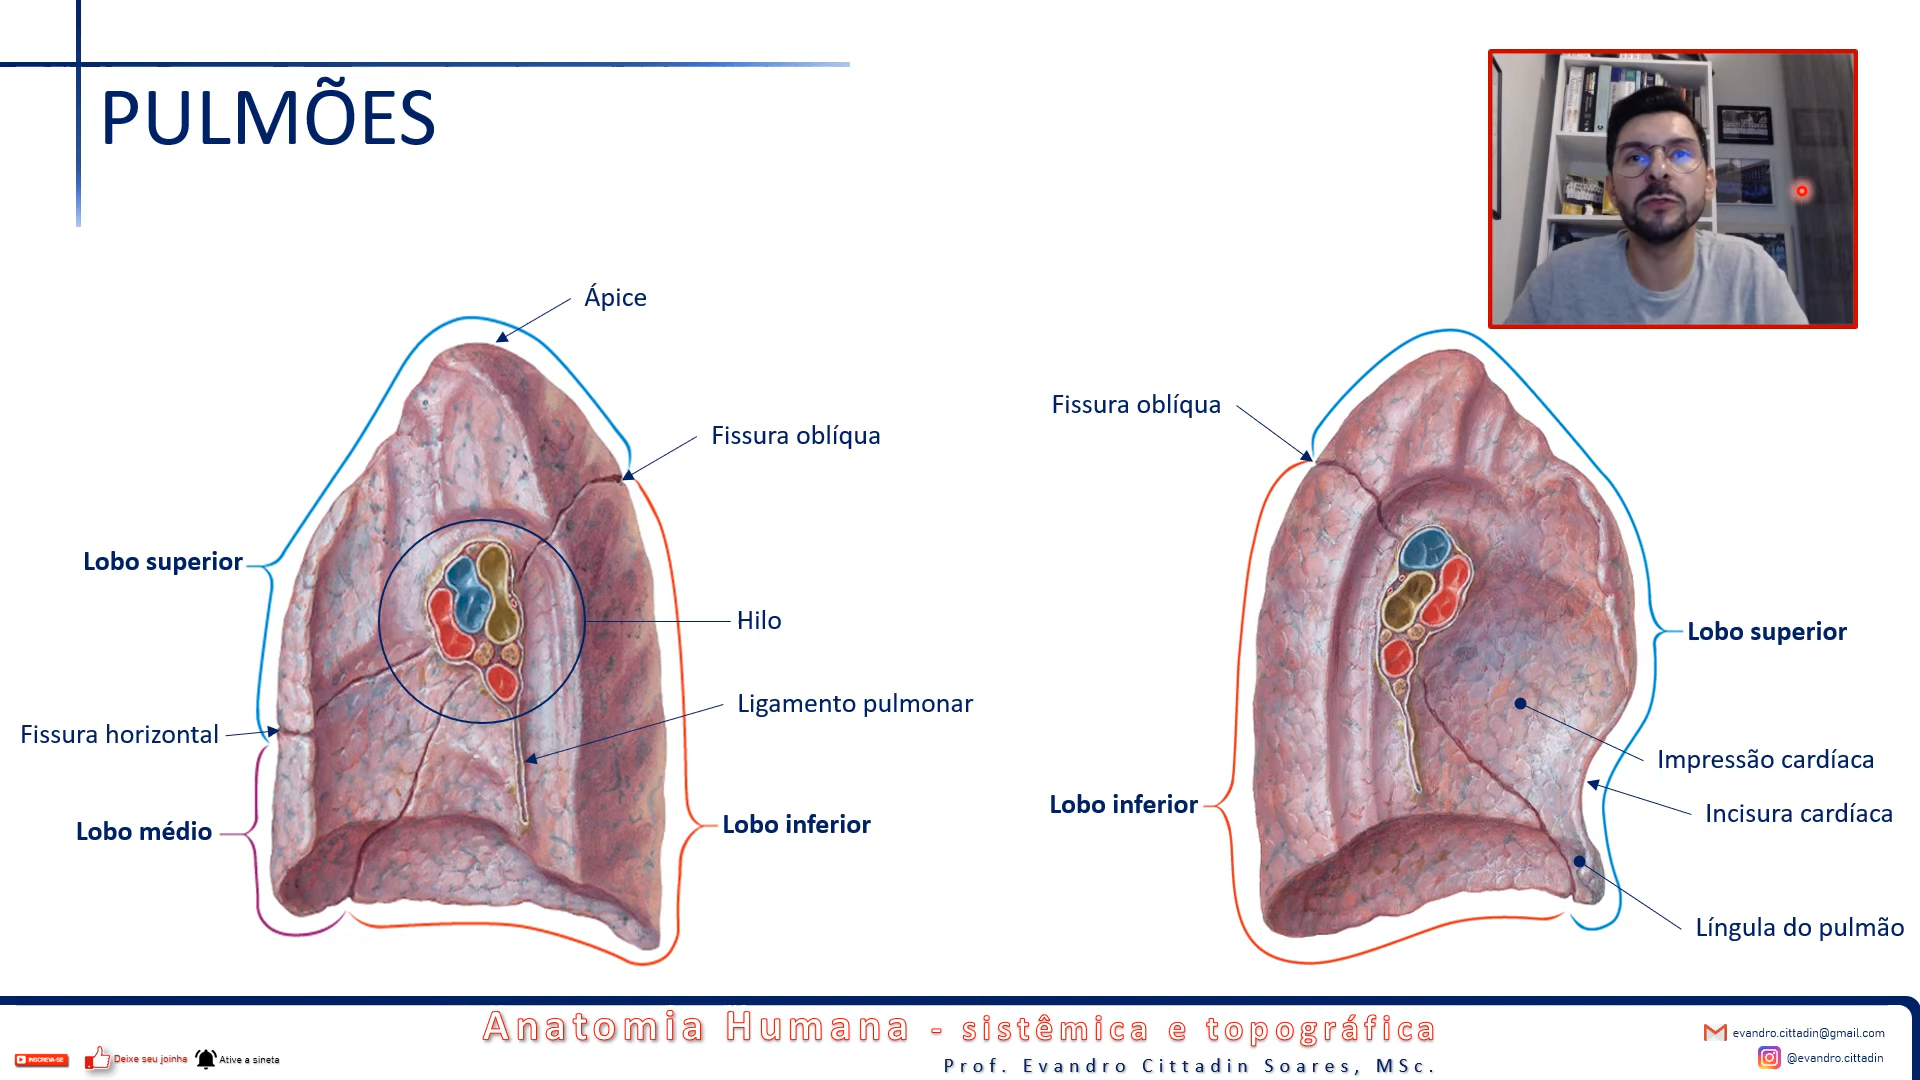 PULMÕES
Ápice
Fissura oblíqua
Fissura oblíqua
Lobo superior
Hilo
Lobo superior
Ligamento pulmonar
Fissura horizontal
Impressão cardíaca
Lobo inferior
Incisura cardíaca
Lobo médio
Lobo inferior
Língula do pulmão
Anatomia Humana - sistêmica e topográfica
Prof. Evandro Cittadin Soares, MSc.
INSCREVA-SE
Deixe seu joinha
Ative a sineta
evandro.cittadin@gmail.com
@evandro.cittadin